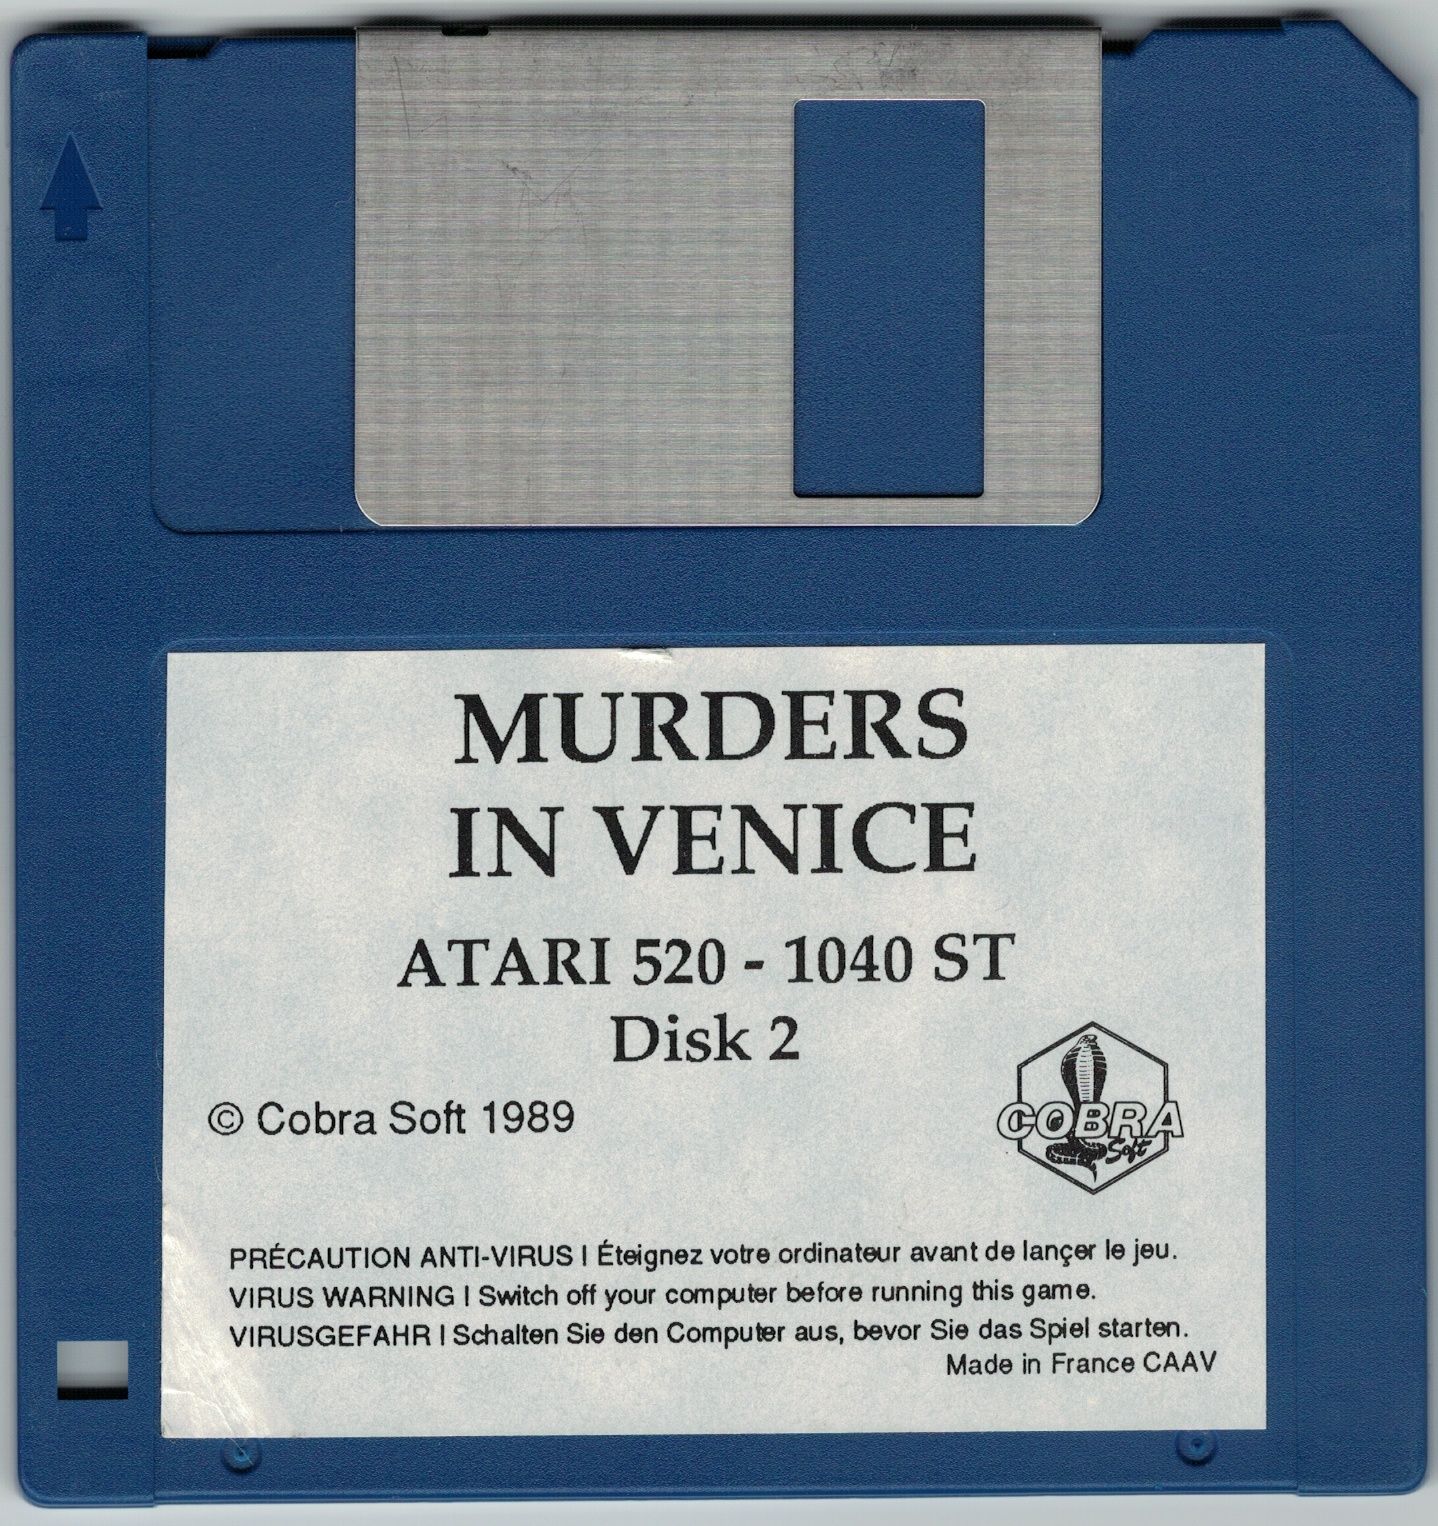 MURDERS
IN VENICE
ATARI 520 - 1040 ST
Disk 2
© Cobra Soft 1989
COBRA
Soft
PRÉCAUTION ANTI-VIRUS ! Éteignez votre ordinateur avant de lançer le jeu.
VIRUS WARNING ! Switch off your computer before running this game.
VIRUSGEFAHR ! Schalten Sie den Computer aus, bevor Sie das Spiel starten.
Made in France CAAV